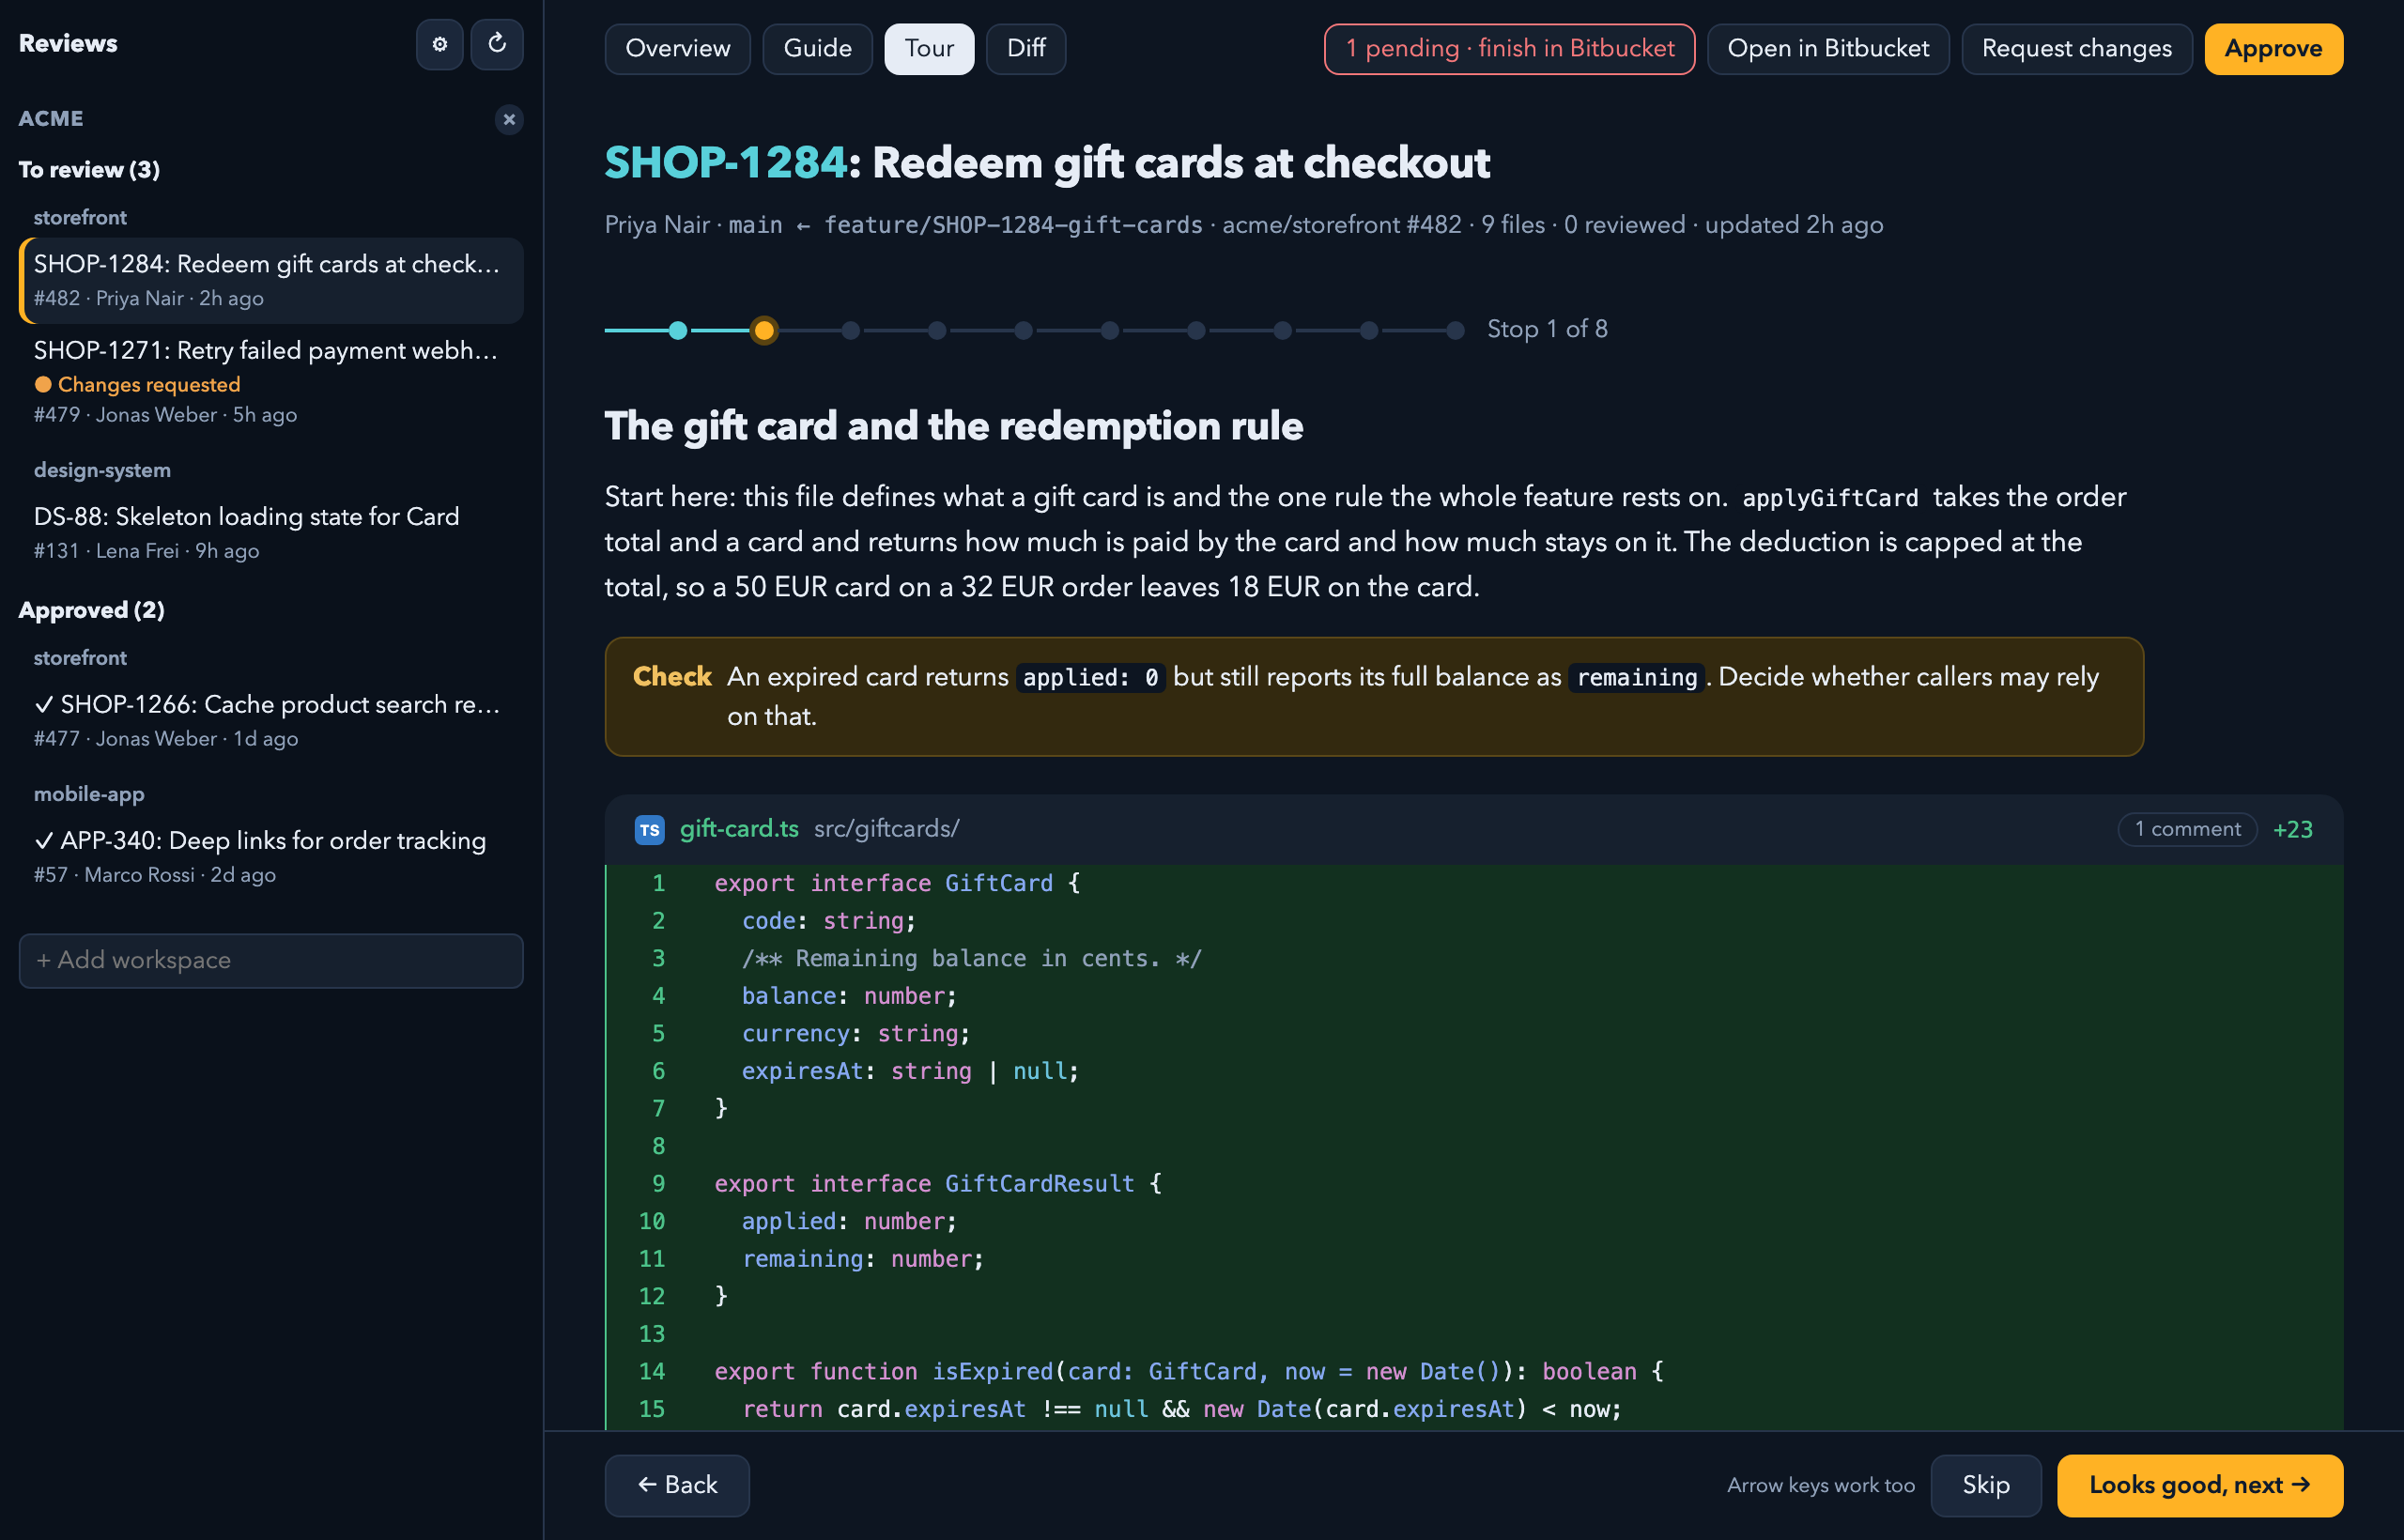 Reviews
ACME
To review (3)
storefront
SHOP-1284: Redeem gift cards at check…
#482 · Priya Nair · 2h ago
SHOP-1271: Retry failed payment webh…
Changes requested
#479 · Jonas Weber · 5h ago
design-system
DS-88: Skeleton loading state for Card
#131 · Lena Frei · 9h ago
Approved (2)
storefront
✓ SHOP-1266: Cache product search re…
#477 · Jonas Weber · 1d ago
mobile-app
✓ APP-340: Deep links for order tracking
#57 · Marco Rossi · 2d ago
+ Add workspace
Overview Guide Tour Diff
1 pending · finish in Bitbucket Open in Bitbucket Request changes Approve
SHOP-1284: Redeem gift cards at checkout
Priya Nair · main ← feature/SHOP-1284-gift-cards · acme/storefront #482 · 9 files · 0 reviewed · updated 2h ago
Stop 1 of 8
The gift card and the redemption rule
Start here: this file defines what a gift card is and the one rule the whole feature rests on. applyGiftCard takes the order
total and a card and returns how much is paid by the card and how much stays on it. The deduction is capped at the
total, so a 50 EUR card on a 32 EUR order leaves 18 EUR on the card.
Check An expired card returns applied: 0 but still reports its full balance as remaining. Decide whether callers may rely
on that.
TS gift-card.ts src/giftcards/ 1 comment +23
1 export interface GiftCard {
2 code: string;
3 /** Remaining balance in cents. */
4 balance: number;
5 currency: string;
6 expiresAt: string | null;
7 }
8
9 export interface GiftCardResult {
10 applied: number;
11 remaining: number;
12 }
13
14 export function isExpired(card: GiftCard, now = new Date()): boolean {
15 return card.expiresAt !== null && new Date(card.expiresAt) < now;
← Back
Arrow keys work too Skip Looks good, next →